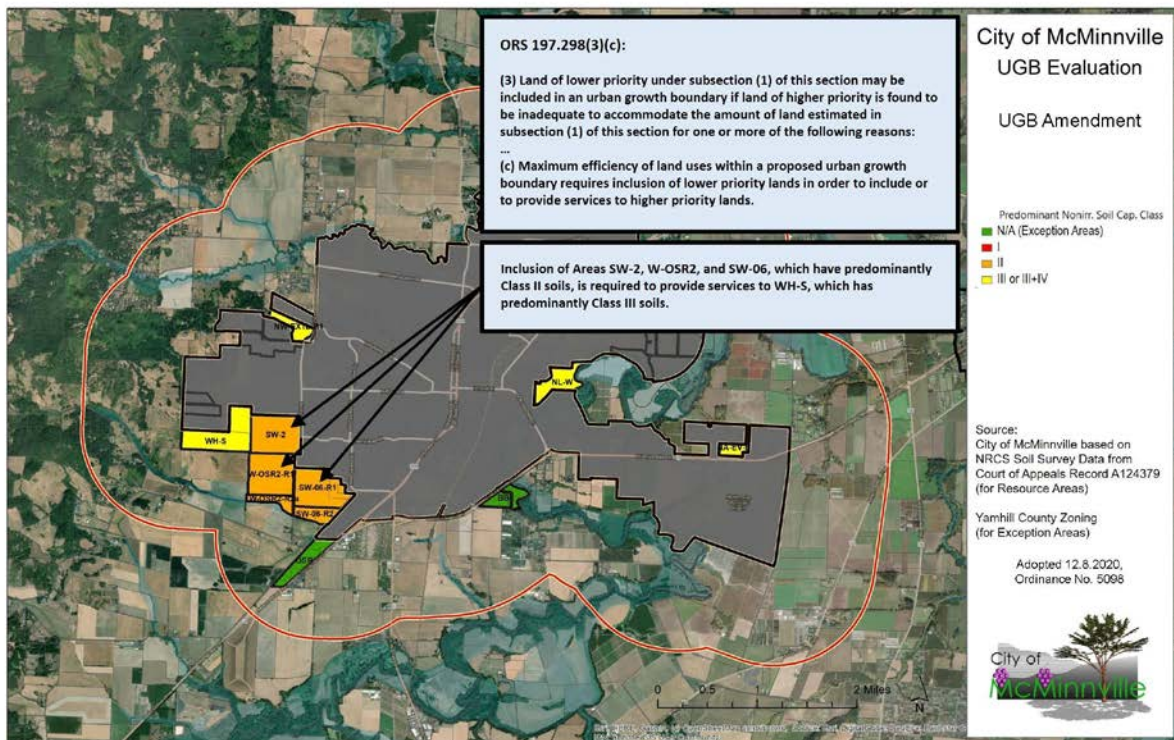 ORS 197.298(3)(c):
(3) Land of lower priority under subsection (1) of this section may be
included in an urban growth boundary if land of higher priority is found to
be inadequate to accommodate the amount of land estimated in
subsection (1) of this section for one or more of the following reasons:
...
(c) Maximum efficiency of land uses within a proposed urban growth
boundary requires inclusion of lower priority lands in order to include or
to provide services to higher priority lands.
Inclusion of Areas SW-2, W-OSR2, and SW-06, which have predominantly
Class II soils, is required to provide services to WH-S, which has
predominantly Class III soils.
NL-W
WH-S
SW-2
W-OSR2-R1
SW-06-R1
SW-06-R2
0 0.5 1 2 Miles
N
City of McMinnville
UGB Evaluation
UGB Amendment
Predominant Nonirr. Soil Cap. Class
N/A (Exception Areas)
I
II
III or III+IV
Source:
City of McMinnville based on
NRCS Soil Survey Data from
Court of Appeals Record A124379
(for Resource Areas)
Yamhill County Zoning
(for Exception Areas)
Adopted 12.8.2020,
Ordinance No. 5098
City of
McMinnville